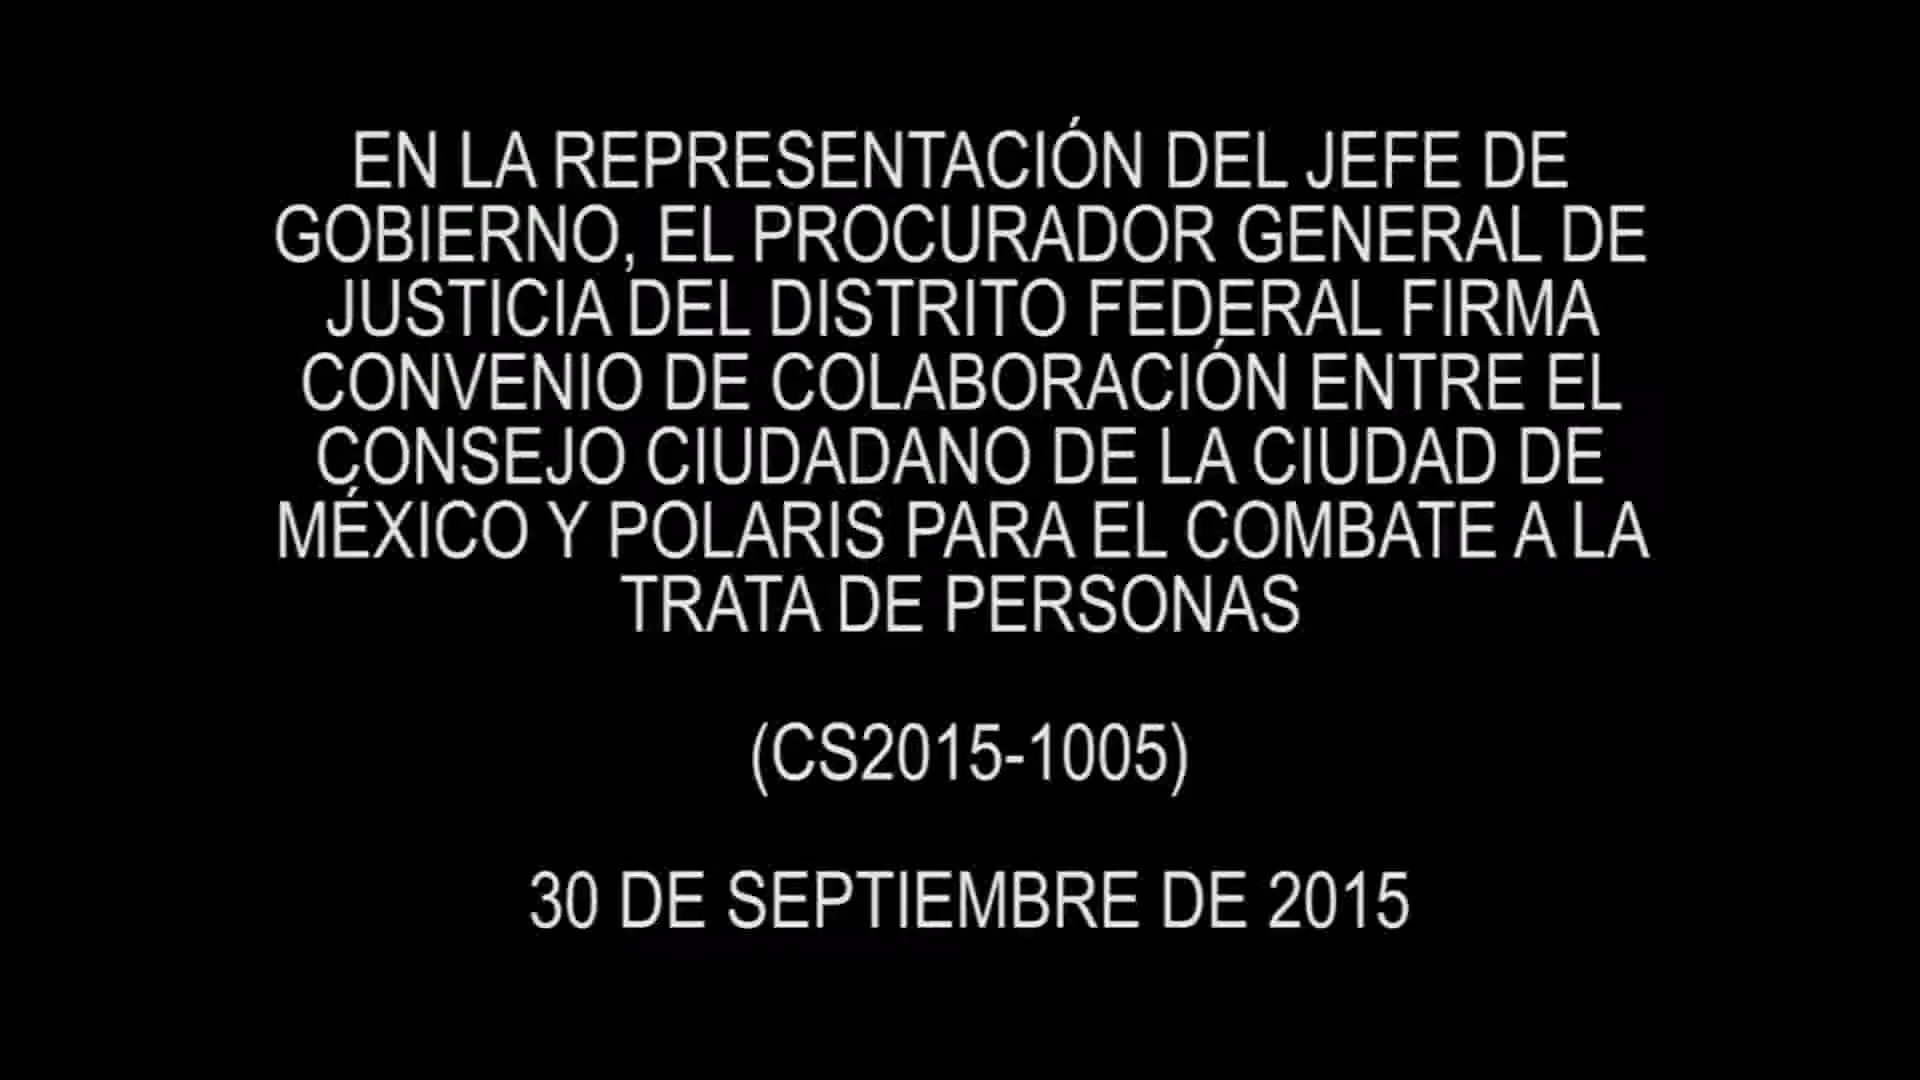 EN LA REPRESENTACIÓN DEL JEFE DE
GOBIERNO, EL PROCURADOR GENERAL DE
JUSTICIA DEL DISTRITO FEDERAL FIRMA
CONVENIO DE COLABORACIÓN ENTRE EL
CONSEJO CIUDADANO DE LA CIUDAD DE
MÉXICO Y POLARIS PARA EL COMBATE A LA
TRATA DE PERSONAS
(CS2015-1005)
30 DE SEPTIEMBRE DE 2015